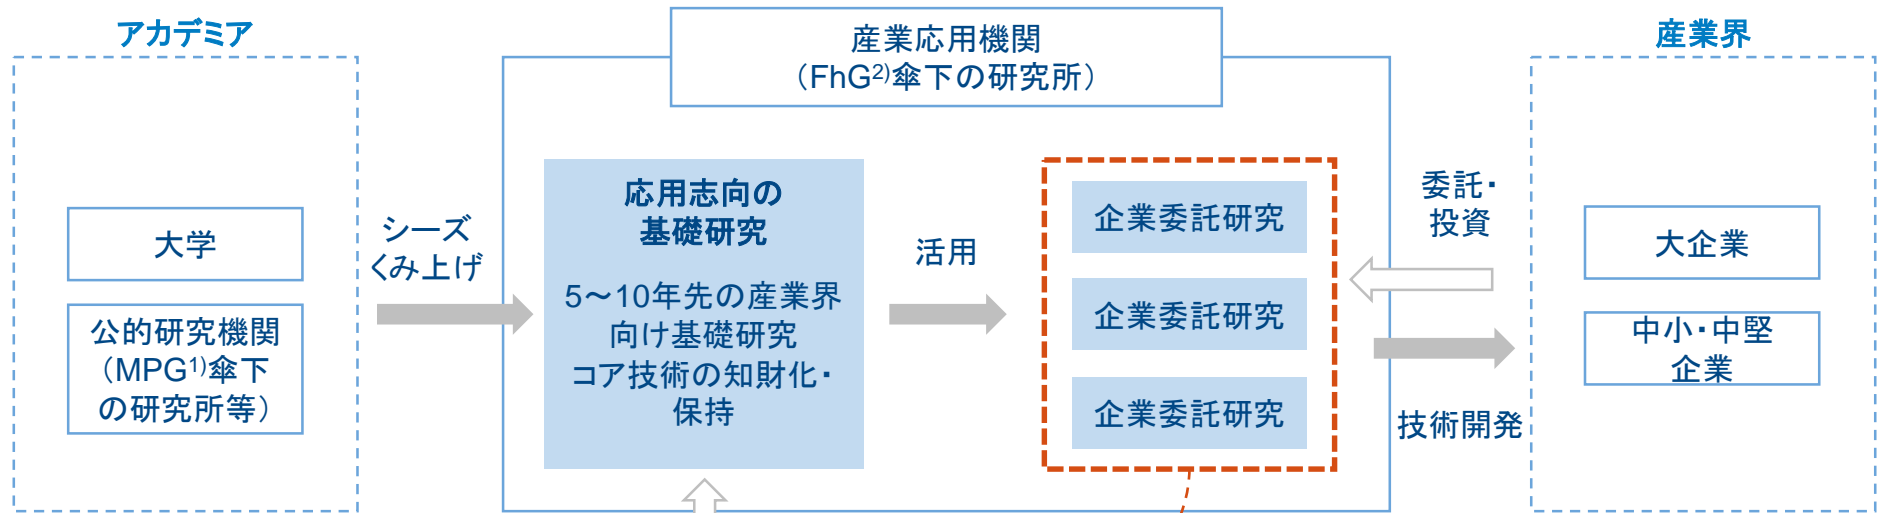 アカデミア
大学
公的研究機関
（MPG1)傘下
の研究所等）
シーズ
くみ上げ
産業応用機関
（FhG2)傘下の研究所）
応用志向の
基礎研究
5～10年先の産業界
向け基礎研究
コア技術の知財化・
保持
活用
企業委託研究
企業委託研究
企業委託研究
委託・
投資
技術開発
産業界
大企業
中小・中堅
企業